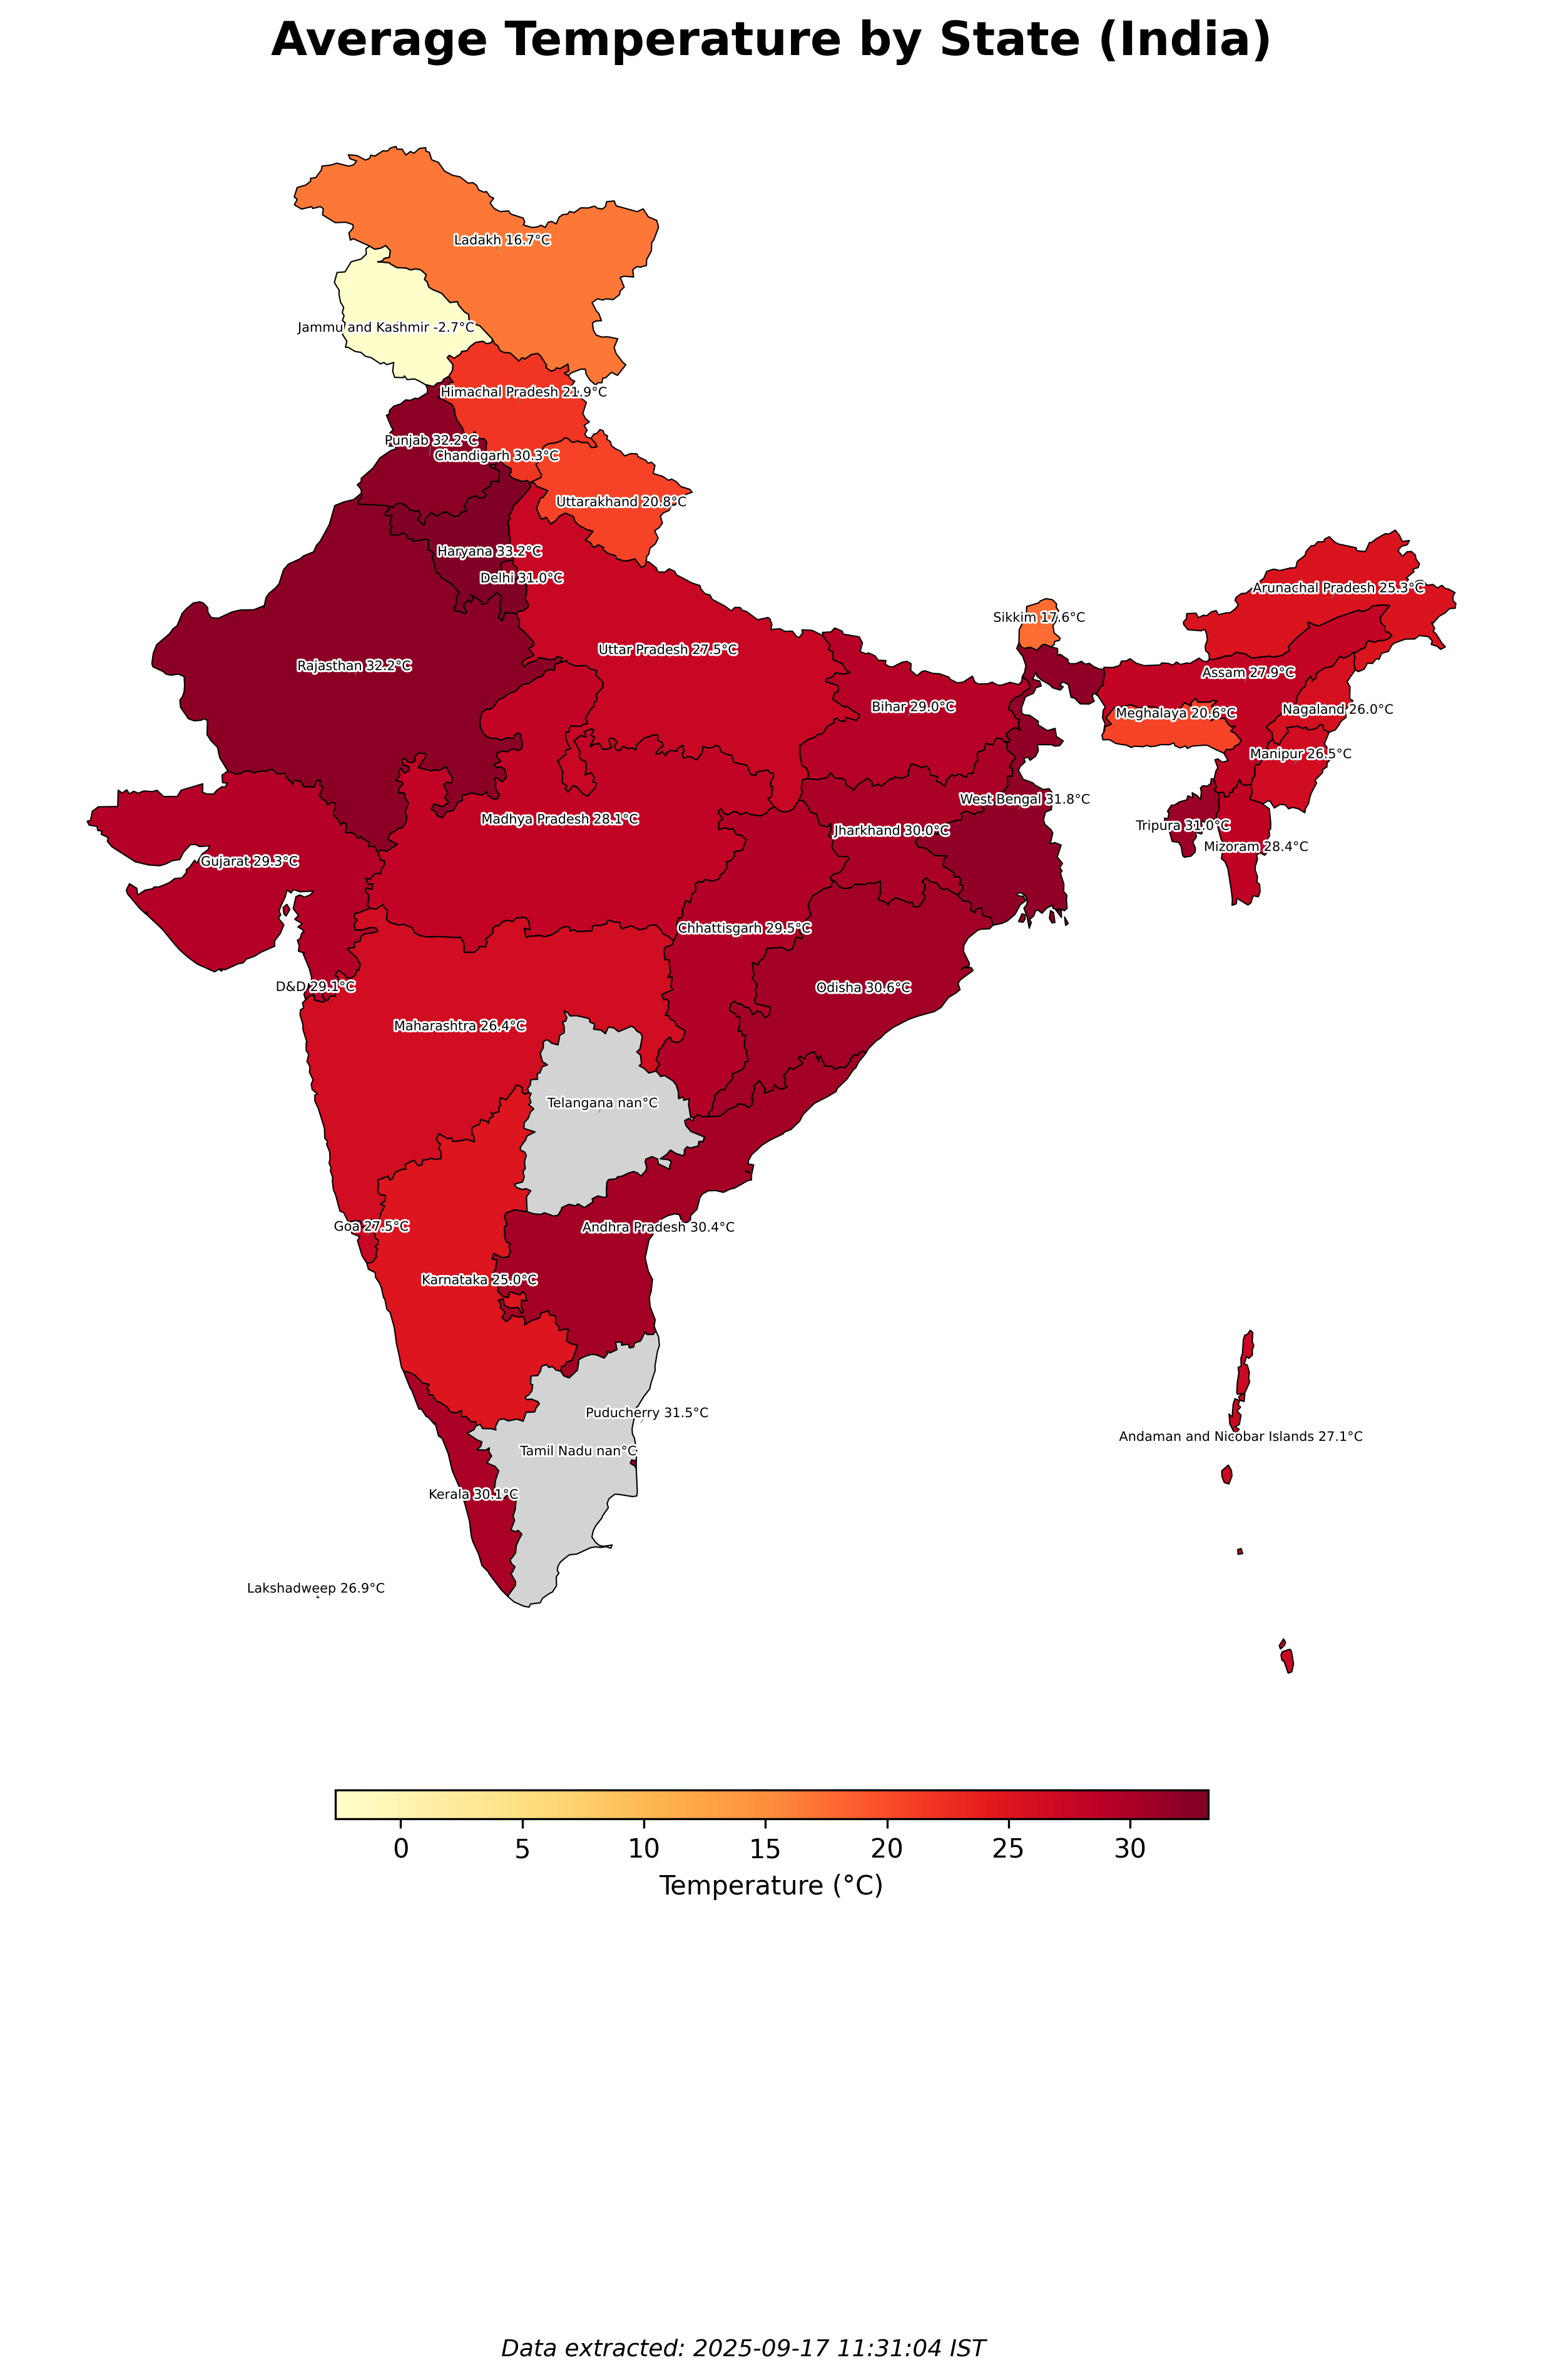 Average Temperature by State (India)
Ladakh 16.7°C
Jammu and Kashmir -2.7°C
Himachal Pradesh 21.9°C
Punjab 32.2°C
Chandigarh 30.3°C
Uttarakhand 20.8°C
Haryana 33.2°C
Delhi 31.0°C
Arunachal Pradesh 25.3°C
Sikkim 17.6°C
Uttar Pradesh 27.5°C
Rajasthan 32.2°C
Assam 27.9°C
Bihar 29.0°C
Nagaland 26.0°C
Meghalaya 20.6°C
Manipur 26.5°C
West Bengal 31.8°C
Madhya Pradesh 28.1°C
Tripura 31.0°C
Jharkhand 30.0°C
Mizoram 28.4°C
Gujarat 29.3°C
Chhattisgarh 29.5°C
D&D 29.1°C
Odisha 30.6°C
Maharashtra 26.4°C
Telangana nan°C
Goa 27.5°C
Andhra Pradesh 30.4°C
Karnataka 25.0°C
Puducherry 31.5°C
Andaman and Nicobar Islands 27.1°C
Tamil Nadu nan°C
Kerala 30.1°C
Lakshadweep 26.9°C
0 5 10 15 20 25 30
Temperature (°C)
Data extracted: 2025-09-17 11:31:04 IST